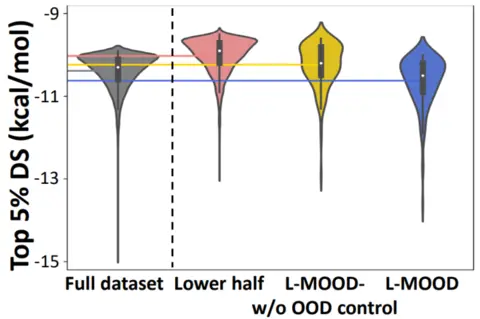 Top 5% DS (kcal/mol)
-9
-11
-13
-15
Full dataset Lower half L-MOOD- L-MOOD
w/o OOD control